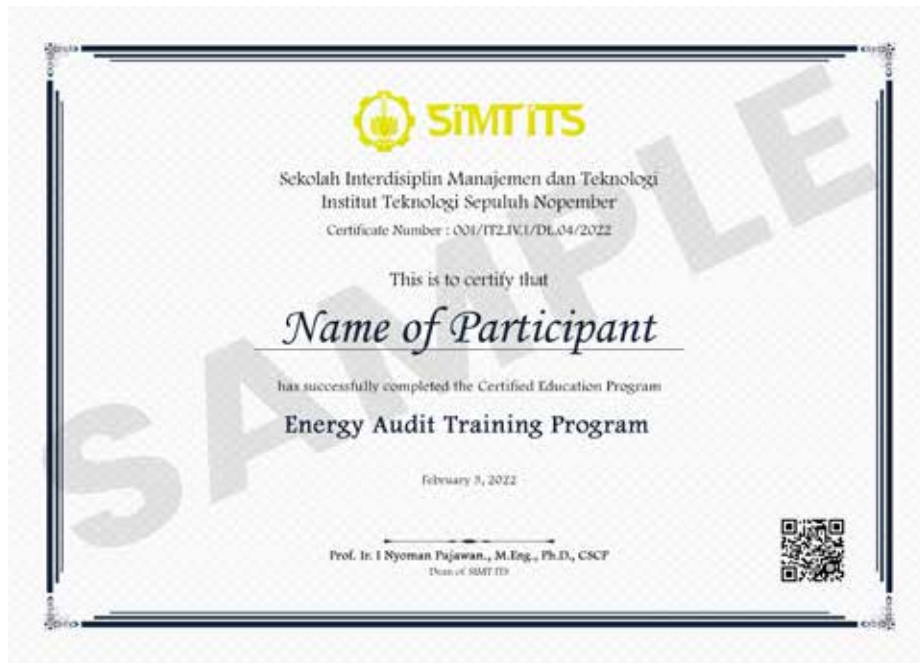 SiMT iTS
Sekolah Interdisiplin Manajemen dan Teknologi
Institut Teknologi Sepuluh Nopember
Certificate Number : 001/IT2.IV.1/DL.04/2022
This is to certify that
Name of Participant
has successfully completed the Certified Education Program
Energy Audit Training Program
February 3, 2022
Prof. Ir. I Nyoman Pujawan., M.Eng., Ph.D., CSCP
Dean of SIMT ITS
SAMPLE